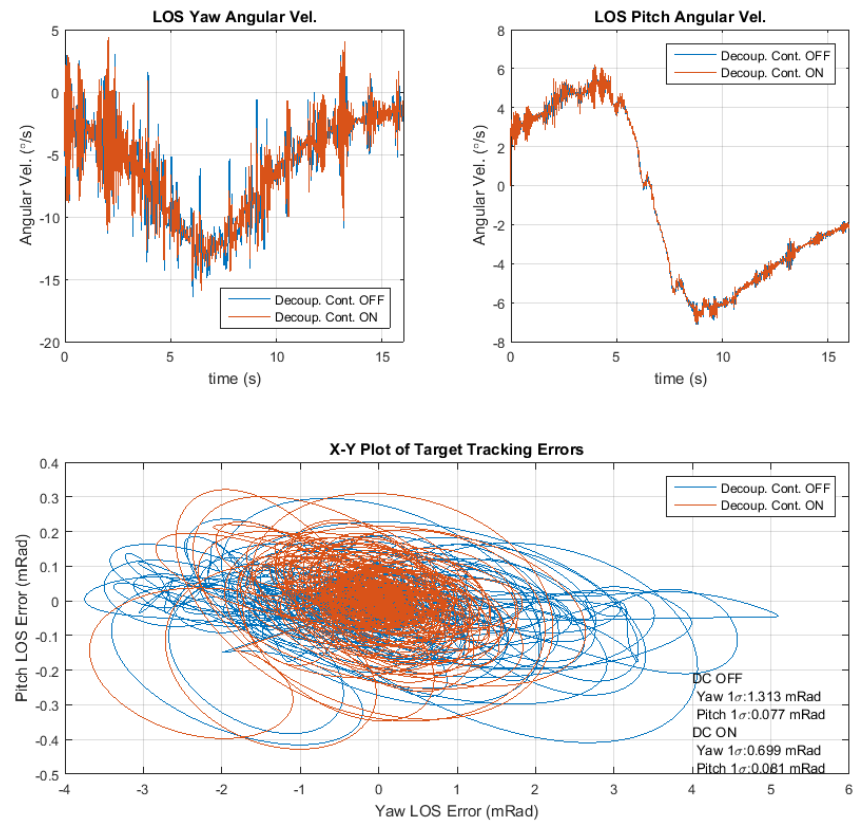 LOS Yaw Angular Vel.
5
0
-5
-10
-15
-20
Angular Vel. (°/s)
Decoup. Cont. OFF
Decoup. Cont. ON
0
5
10
15
time (s)
LOS Pitch Angular Vel.
8
6
4
2
0
-2
-4
-6
-8
Angular Vel. (°/s)
Decoup. Cont. OFF
Decoup. Cont. ON
0
5
10
15
time (s)
X-Y Plot of Target Tracking Errors
0.4
0.3
0.2
0.1
0
-0.1
-0.2
-0.3
-0.4
-0.5
Pitch LOS Error (mRad)
Decoup. Cont. OFF
Decoup. Cont. ON
DC OFF
Yaw 1σ:1.313 mRad
Pitch 1σ:0.077 mRad
DC ON
Yaw 1σ:0.699 mRad
Pitch 1σ:0.081 mRad
-4
-3
-2
-1
0
1
2
3
4
5
6
Yaw LOS Error (mRad)